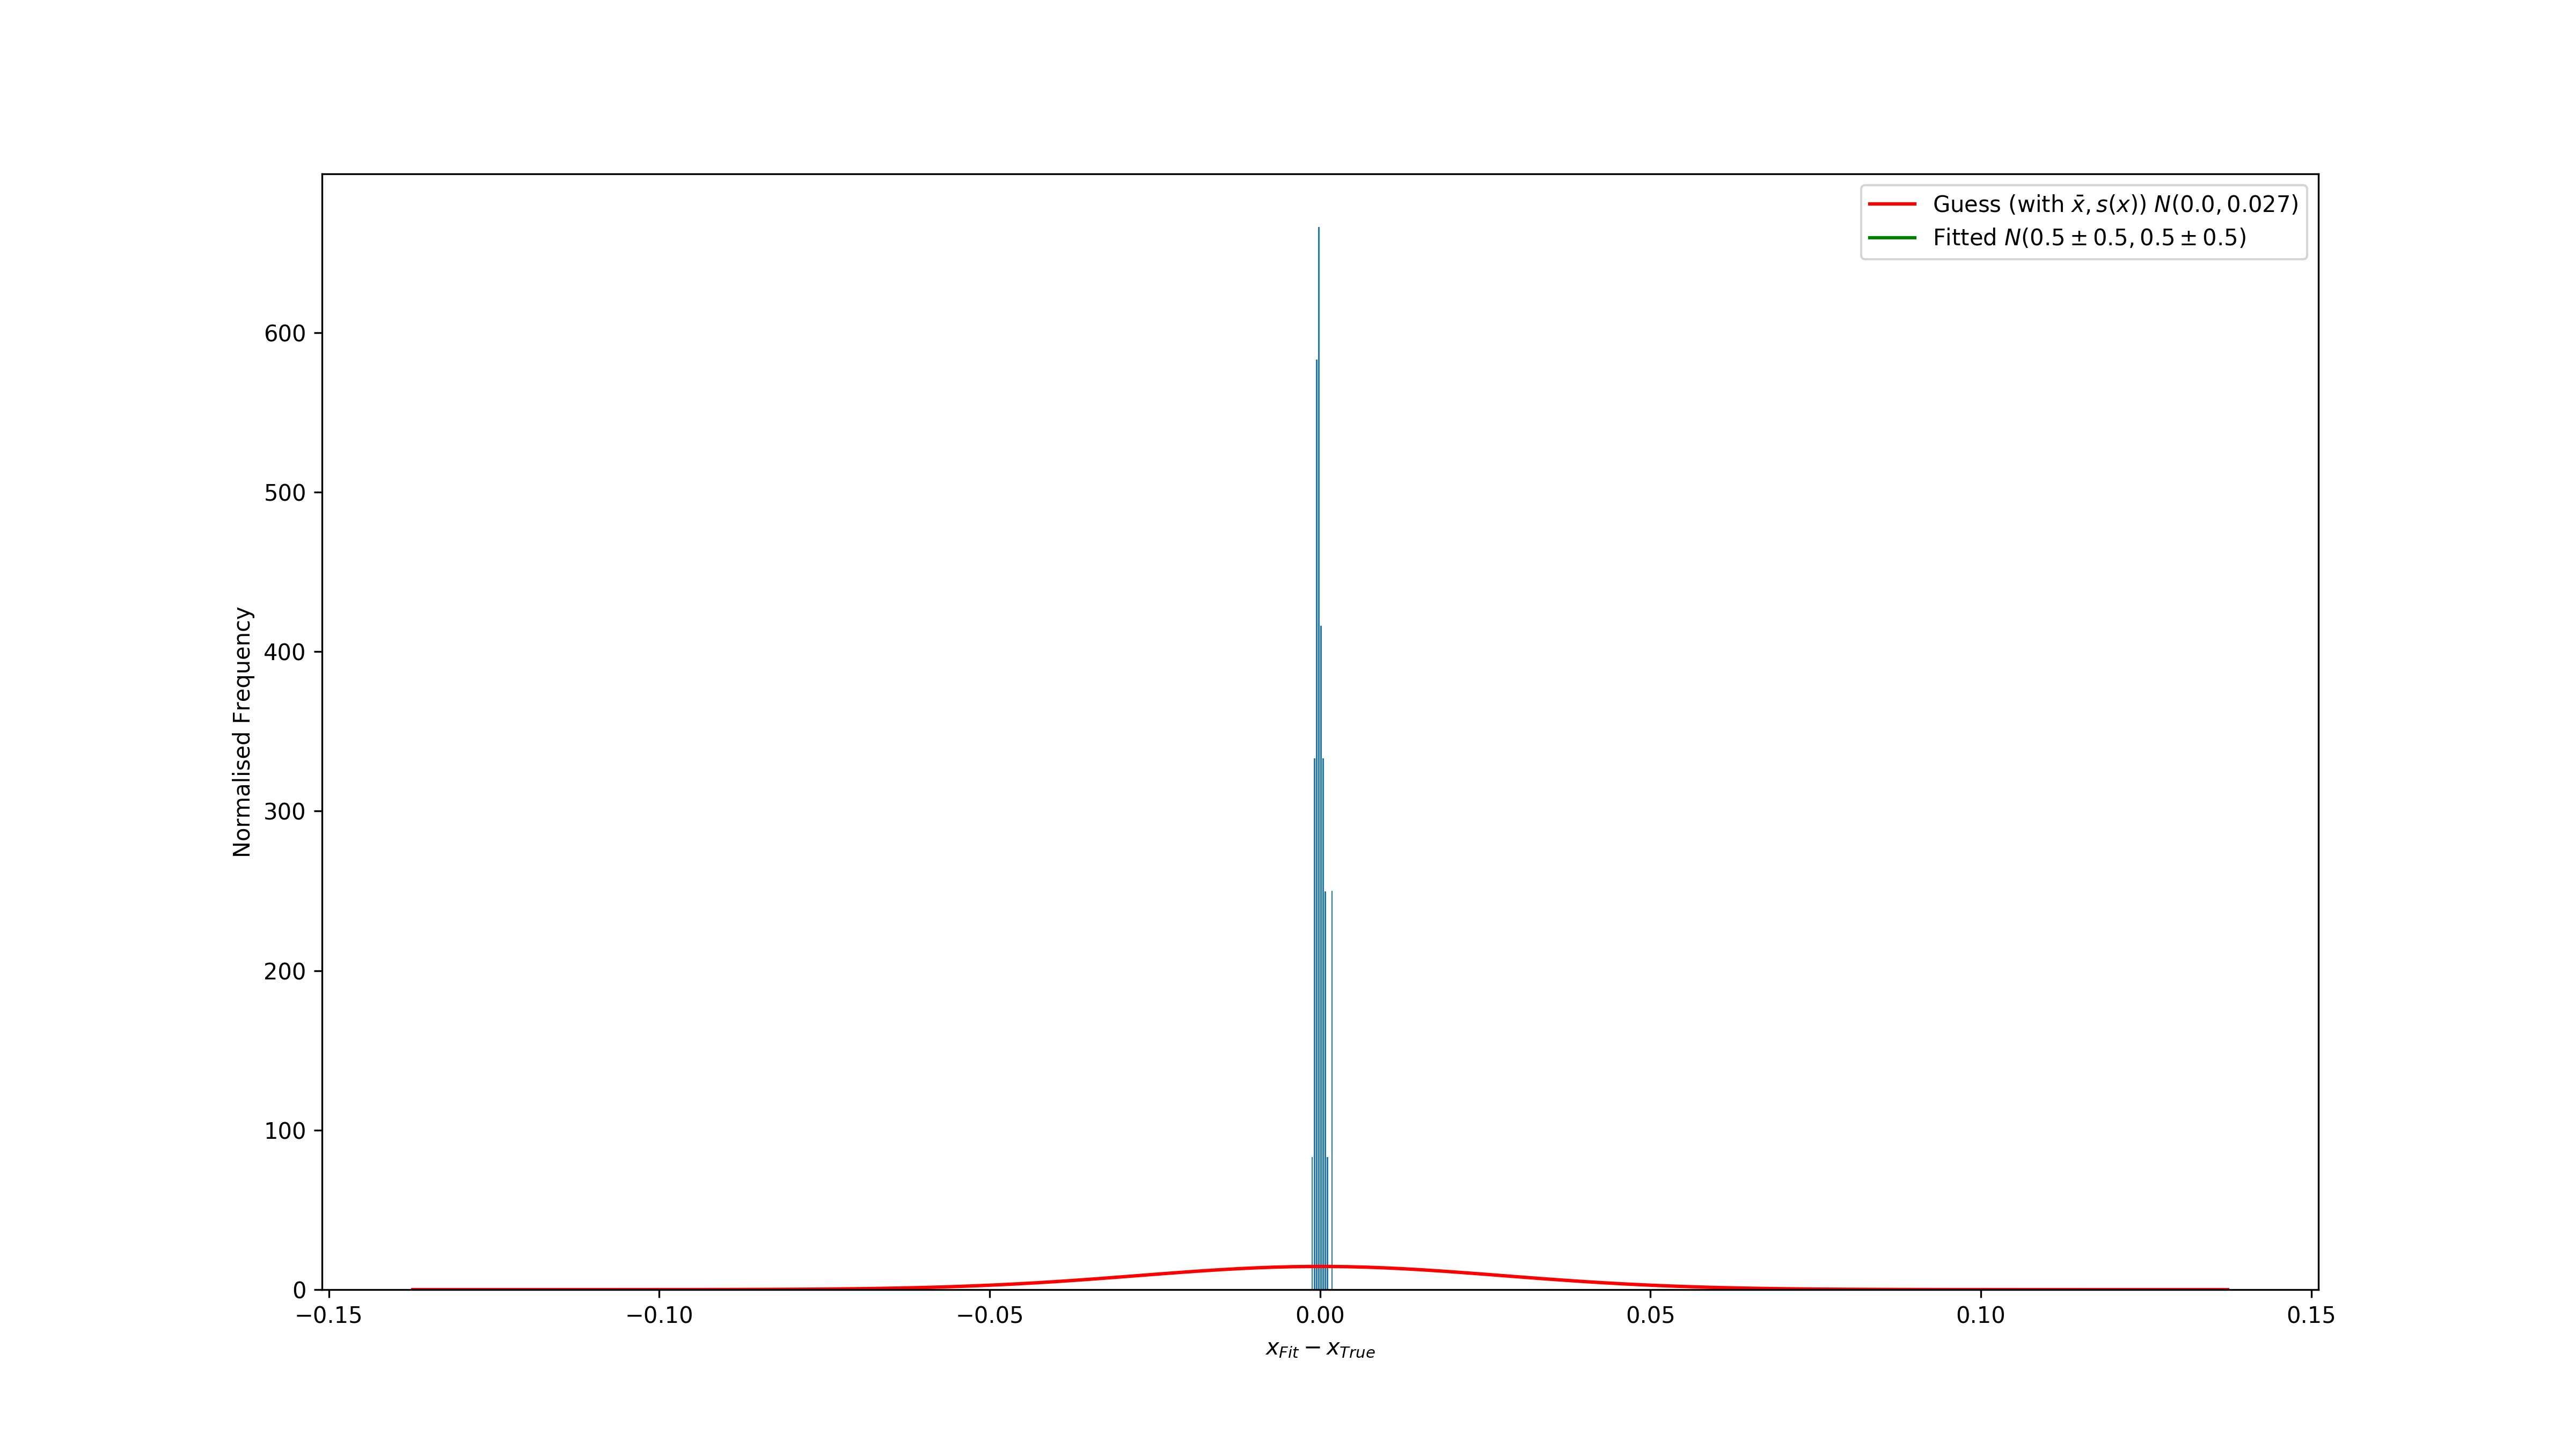 Guess (with x̄, s(x)) N(0.0, 0.027)
Fitted N(0.5 ± 0.5, 0.5 ± 0.5)
600
500
400
300
200
100
0
Normalised Frequency
−0.15 −0.10 −0.05 0.00 0.05 0.10 0.15
x_Fit − x_True